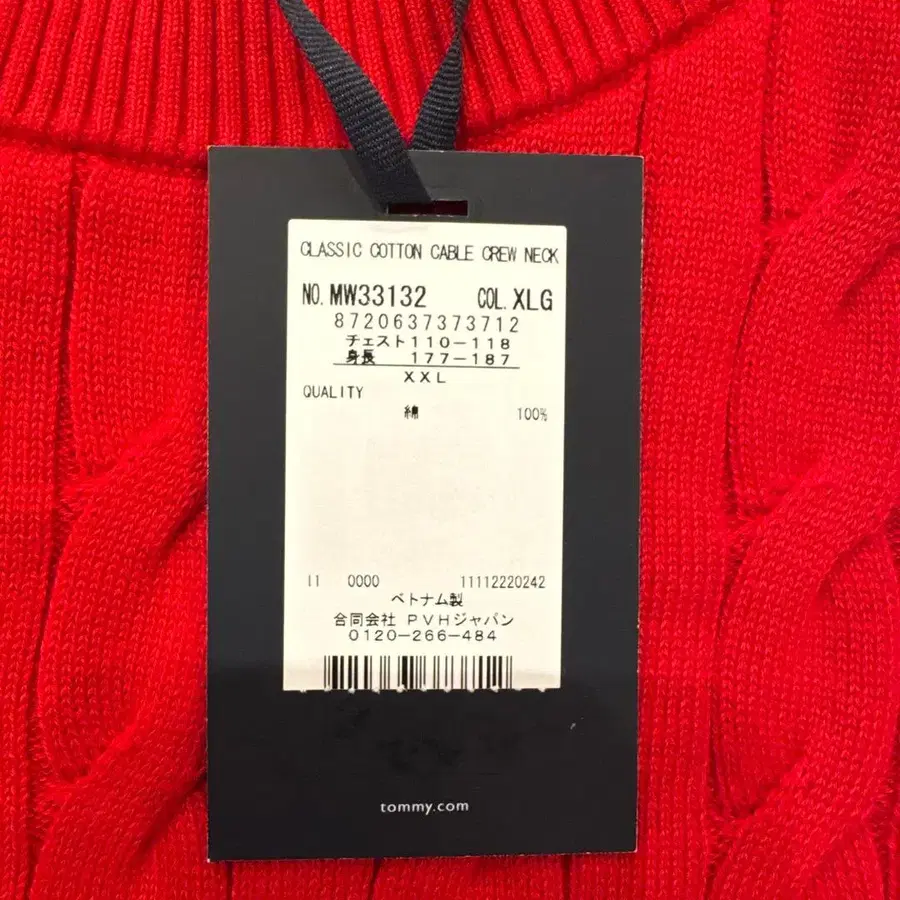 CLASSIC COTTON CABLE CREW NECK
NO. MW33132 COL. XLG
8720637373712
チェスト110-118
身長 177-187
XXL
QUALITY
綿 100%
11 0000 11112220242
ベトナム製
合同会社 PVHジャパン
0120-266-484
tommy.com